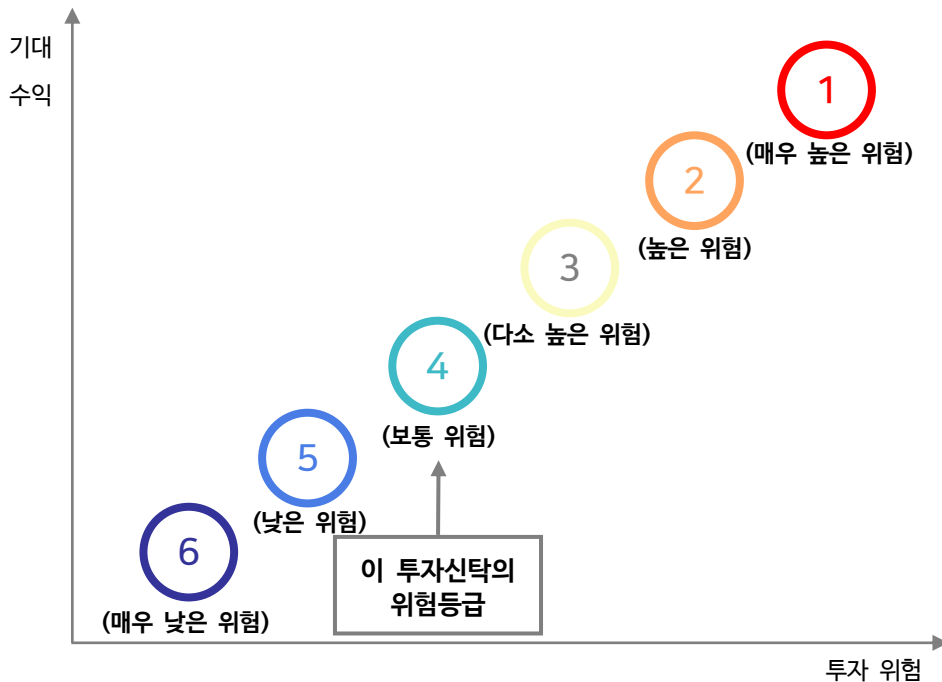 기대
수익
1
(매우 높은 위험)
2
(높은 위험)
3
(다소 높은 위험)
4
(보통 위험)
5
(낮은 위험)
6
(매우 낮은 위험)
이 투자신탁의
위험등급
투자 위험